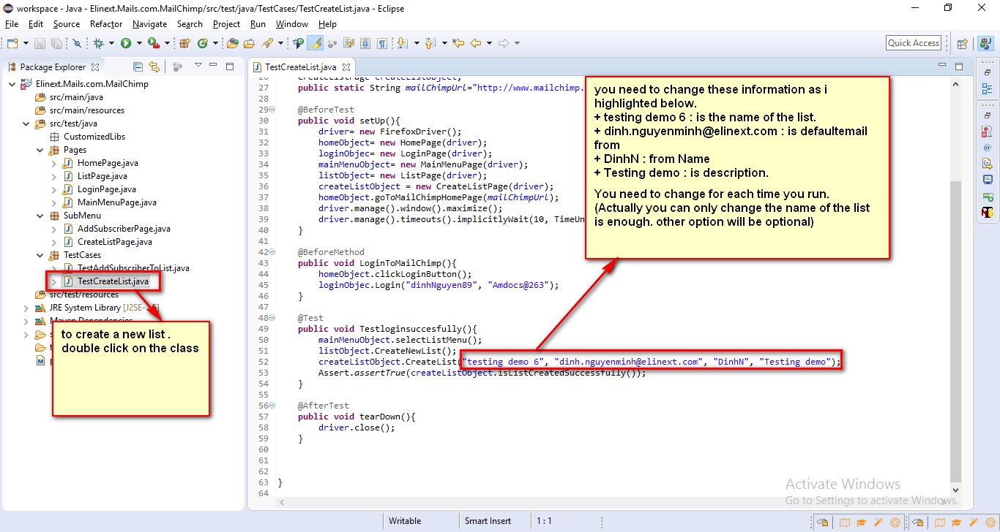 workspace - Java - Elinext.Mails.com.MailChimp/src/test/java/TestCases/TestCreateList.java - Eclipse
File Edit Source Refactor Navigate Search Project Run Window Help
Quick Access
Package Explorer
Elinext.Mails.com.MailChimp
src/main/java
src/main/resources
src/test/java
CustomizedLibs
Pages
HomePage.java
ListPage.java
LoginPage.java
MainMenuPage.java
SubMenu
AddSubscriberPage.java
CreateListPage.java
TestCases
TestAddSubscriberToList.java
TestCreateList.java
src/test/resources
JRE System Library [J2SE-
Maven Dependencies
to create a new list .
double click on the class
TestCreateList.java
26 CreateListPage createListObject;
27 public static String mailChimpUrl="http://www.mailchimp.
28
29 @BeforeTest
30 public void setUp(){
31 driver= new FirefoxDriver();
32 homeObject= new HomePage(driver);
33 loginObjec= new LoginPage(driver);
34 mainMenuObject= new MainMenuPage(driver);
35 listObject= new ListPage(driver);
36 createListObject = new CreateListPage(driver);
37 homeObject.goToMailChimpHomePage(mailChimpUrl);
38 driver.manage().window().maximize();
39 driver.manage().timeouts().implicitlyWait(10, TimeUn
40 }
41
42 @BeforeMethod
43 public void LoginToMailChimp(){
44 homeObject.clickLoginButton();
45 loginObjec.Login("dinhNguyen89", "Amdocs@263");
46 }
47
48 @Test
49 public void Testloginsuccesfully(){
50 mainMenuObject.selectListMenu();
51 listObject.CreateNewList();
52 createListObject.CreateList("testing demo 6", "dinh.nguyenminh@elinext.com", "DinhN", "Testing demo");
53 Assert.assertTrue(createListObject.isListCreatedSuccessfully());
54 }
55
56 @AfterTest
57 public void tearDown(){
58 driver.close();
59 }
60
61
62
63 }
64
you need to change these information as i
highlighted below.
+ testing demo 6 : is the name of the list.
+ dinh.nguyenminh@elinext.com : is defaultemail
from
+ DinhN : from Name
+ Testing demo : is description.
You need to change for each time you run.
(Actually you can only change the name of the list
is enough. other option will be optional)
Activate Windows
Go to Settings to activate Windows.
Writable Smart Insert 1 : 1